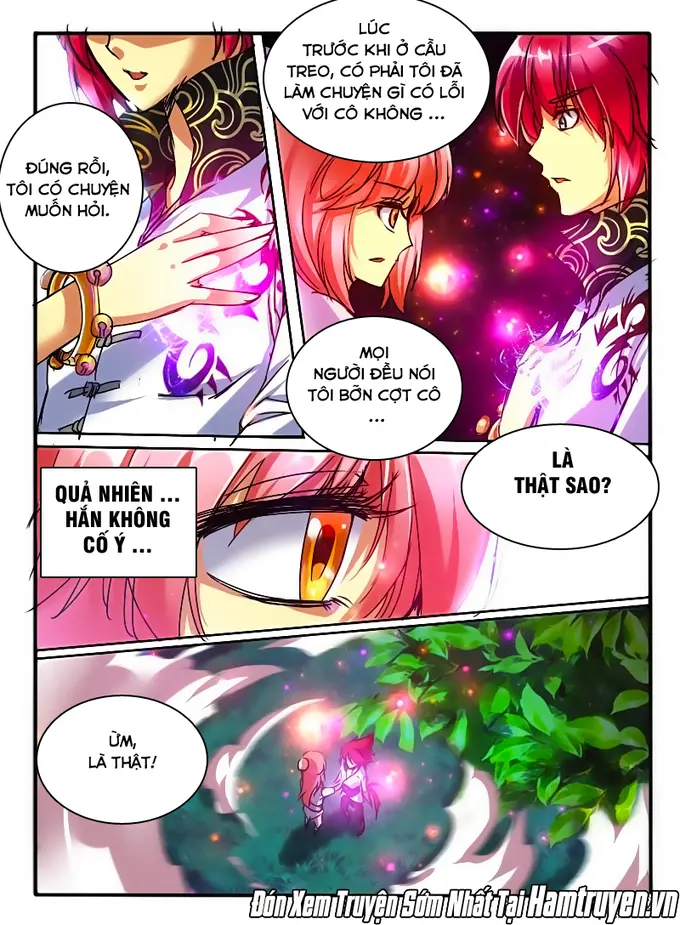 ĐÚNG RỒI,
TÔI CÓ CHUYỆN
MUỐN HỎI.
LÚC
TRƯỚC KHI Ở CẦU
TREO, CÓ PHẢI TÔI ĐÃ
LÀM CHUYỆN GÌ CÓ LỖI
VỚI CÔ KHÔNG ...
MỌI
NGƯỜI ĐỀU NÓI
TÔI BỠN CỢT CÔ
...
LÀ
THẬT SAO?
QUẢ NHIÊN ...
HẮN KHÔNG
CỐ Ý ...
ỪM,
LÀ THẬT!
Đón Xem Truyện Sớm Nhất Tại Hamtruyen.vn